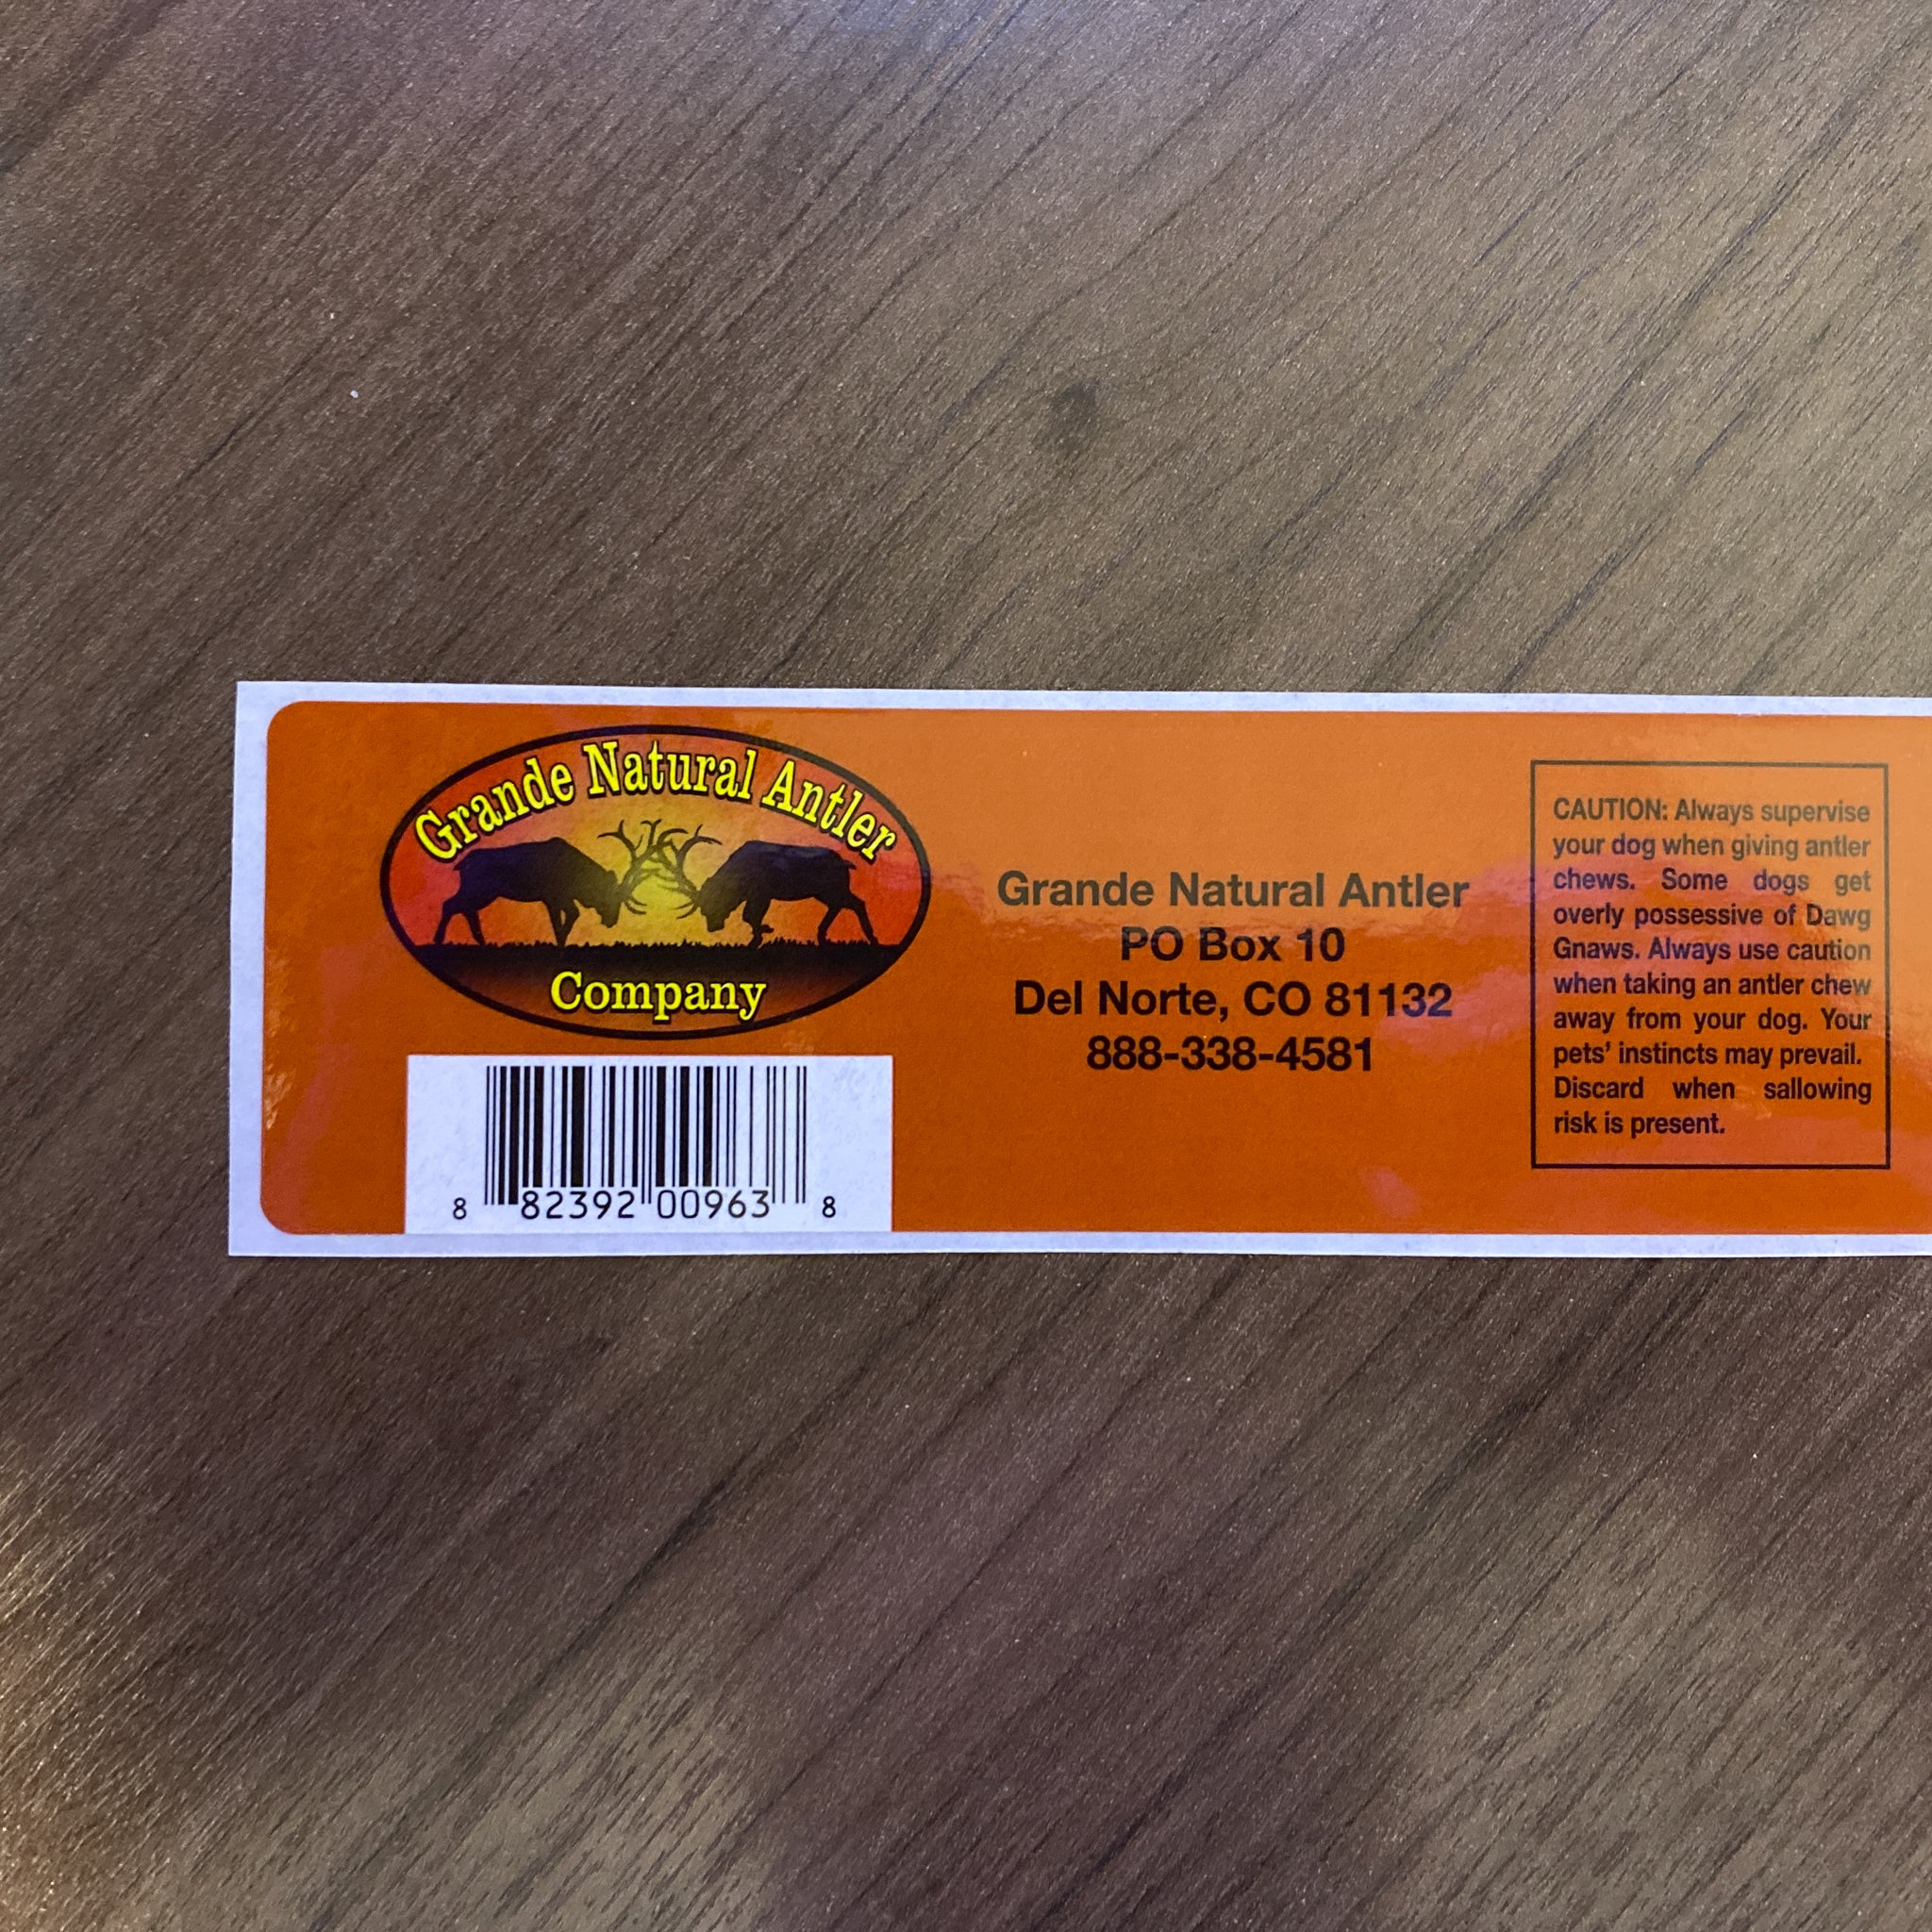 Grande Natural Antler
Company
8 82392 00963 8
Grande Natural Antler
PO Box 10
Del Norte, CO 81132
888-338-4581
CAUTION: Always supervise
your dog when giving antler
chews. Some dogs get
overly possessive of Dawg
Gnaws. Always use caution
when taking an antler chew
away from your dog. Your
pets’ instincts may prevail.
Discard when sallowing
risk is present.